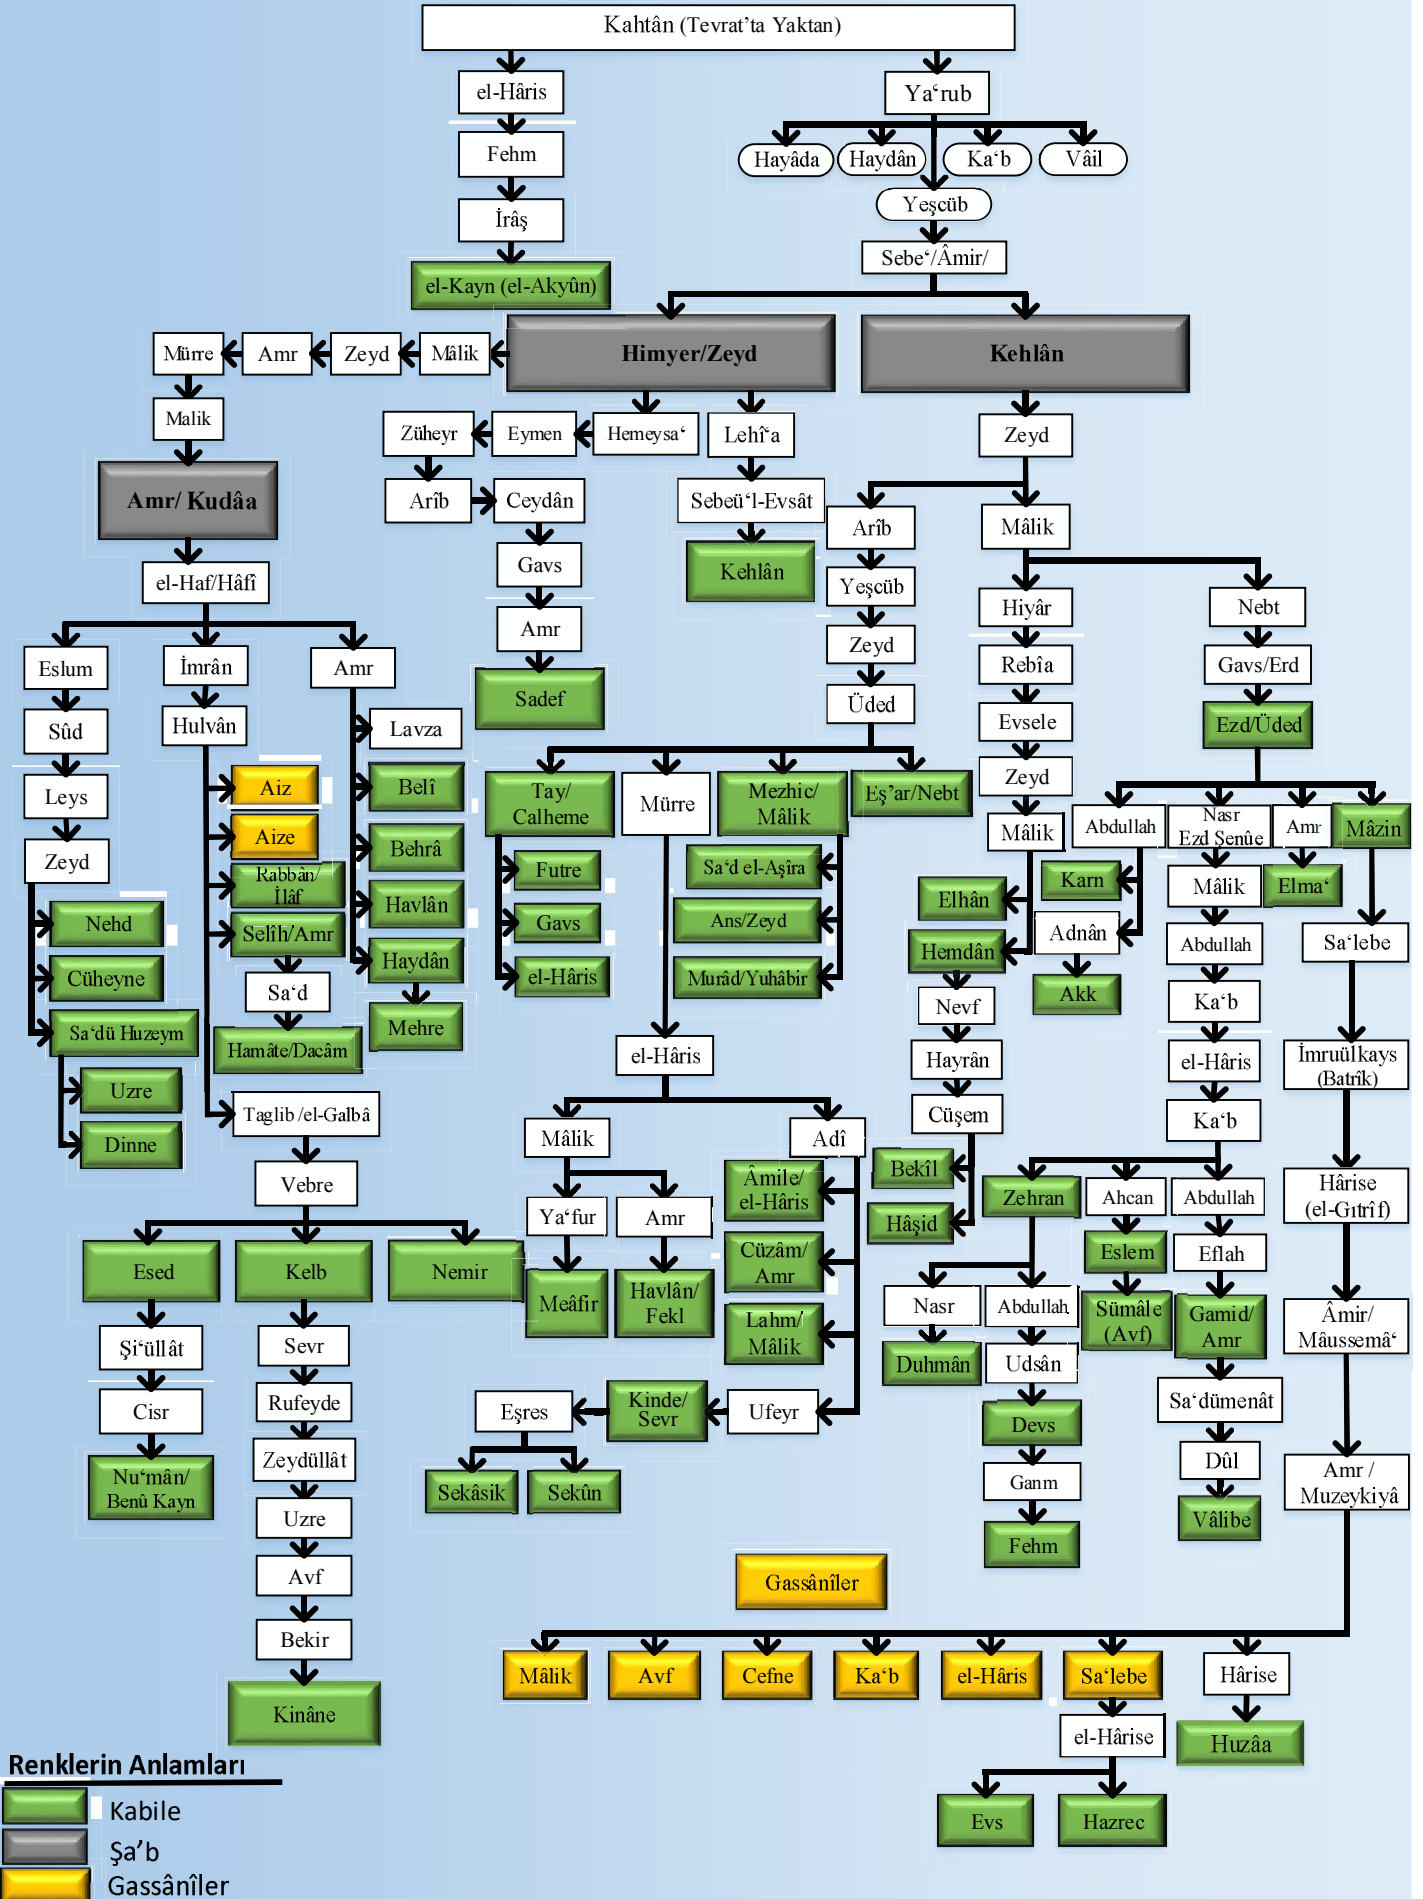 Kahtân (Tevrat’ta Yaktan)
el-Hâris
Ya‘rub
Fehm
Hayâda
Haydân
Ka‘b
Vâil
İrâş
Yeşcüb
Sebe‘/Âmir/
el-Kayn (el-Akyûn)
Himyer/Zeyd
Kehlân
Mürre
Amr
Zeyd
Mâlik
Malik
Amr/ Kudâa
el-Haf/Hâfî
Züheyr
Eymen
Hemeysa‘
Lehî‘a
Arîb
Ceydân
Sebeü‘l-Evsât
Gavs
Kehlân
Amr
Sadef
Zeyd
Arîb
Mâlik
Yeşcüb
Zeyd
Üded
Hiyâr
Nebt
Rebîa
Gavs/Erd
Evsele
Ezd/Üded
Zeyd
Mâlik
Eslum
İmrân
Amr
Sûd
Hulvân
Lavza
Leys
Aiz
Belî
Zeyd
Aize
Behrâ
Rabbân/
İlâf
Havlân
Nehd
Selîh/Amr
Haydân
Cüheyne
Sa‘d
Mehre
Sa‘dü Huzeym
Hamâte/Dacâm
Uzre
Dinne
Taglib /el-Galbâ
Vebre
Esed
Kelb
Nemir
Şi‘üllât
Sevr
Cisr
Rufeyde
Nu‘mân/
Benû Kayn
Zeydüllât
Uzre
Avf
Bekir
Kinâne
Tay/
Calheme
Mürre
Mezhic/
Mâlik
Eş’ar/Nebt
Futre
Gavs
el-Hâris
Sa‘d el-Aşîra
Ans/Zeyd
Murâd/Yuhâbir
el-Hâris
Mâlik
Adî
Ya‘fur
Amr
Meâfir
Havlân/
Fekl
Âmile/
el-Hâris
Cüzâm/
Amr
Lahm/
Mâlik
Eşres
Kinde/
Sevr
Ufeyr
Sekâsik
Sekûn
Elhân
Hemdân
Nevf
Hayrân
Cüşem
Bekîl
Hâşid
Abdullah
Nasr
Ezd Şenûe
Amr
Mâzin
Karn
Mâlik
Elma‘
Adnân
Abdullah
Sa‘lebe
Akk
Ka‘b
el-Hâris
İmruülkays
(Batrîk)
Ka‘b
Zehran
Ahcan
Abdullah
Hârise
(el-Gıtrîf)
Eslem
Eflah
Nasr
Abdullah
Sümâle
(Avf)
Gamid/
Amr
Âmir/
Mâussemâ‘
Duhmân
Udsân
Sa‘dümenât
Devs
Dûl
Ganm
Vâlibe
Amr /
Muzeykiyâ
Fehm
Gassânîler
Mâlik
Avf
Cefne
Ka‘b
el-Hâris
Sa‘lebe
Hârise
el-Hârise
Huzâa
Evs
Hazrec
Renklerin Anlamları
Kabile
Şa’b
Gassânîler